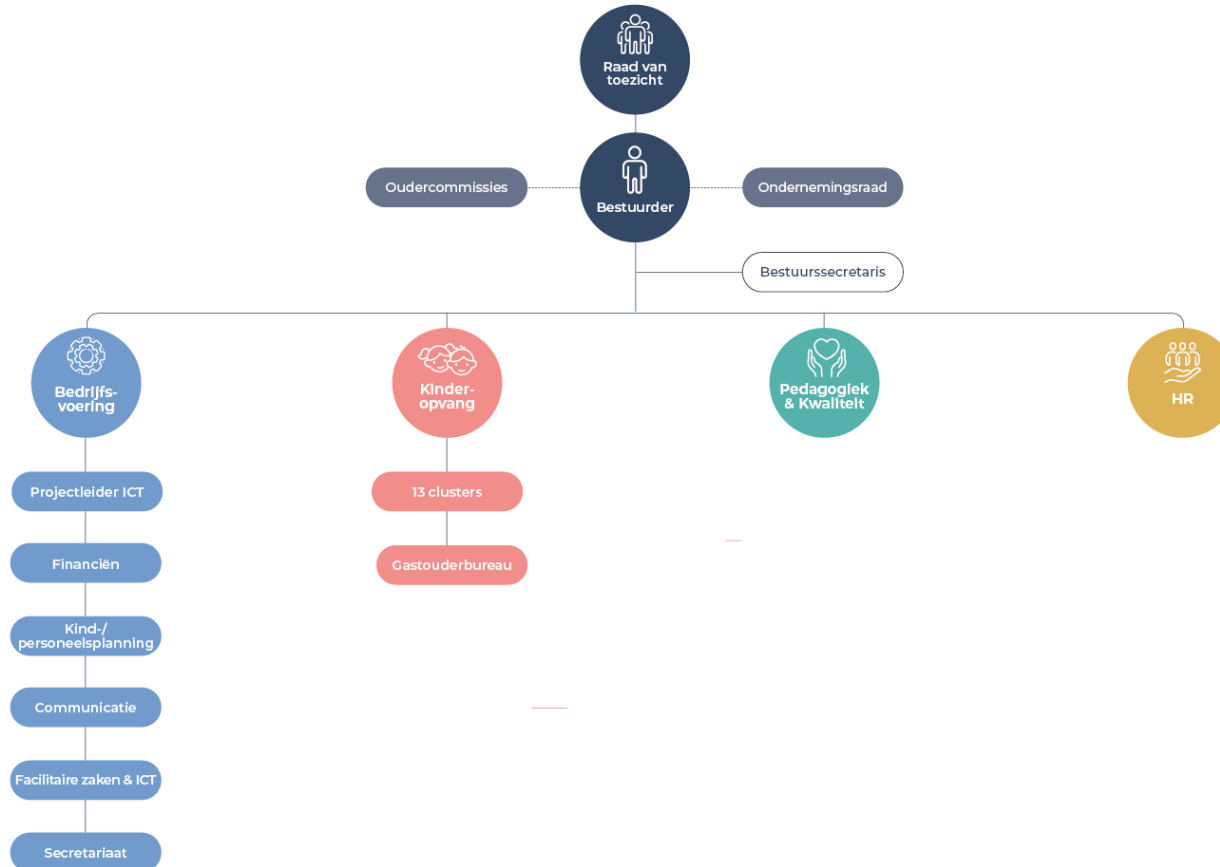 Raad van
toezicht
Oudercommissies
Bestuurder
Ondernemingsraad
Bestuurssecretaris
Bedrijfs-
voering
Kinder-
opvang
Pedagogiek
& Kwaliteit
HR
Projectleider ICT
13 clusters
Financiën
Gastouderbureau
Kind-/
personeelsplanning
Communicatie
Facilitaire zaken & ICT
Secretariaat